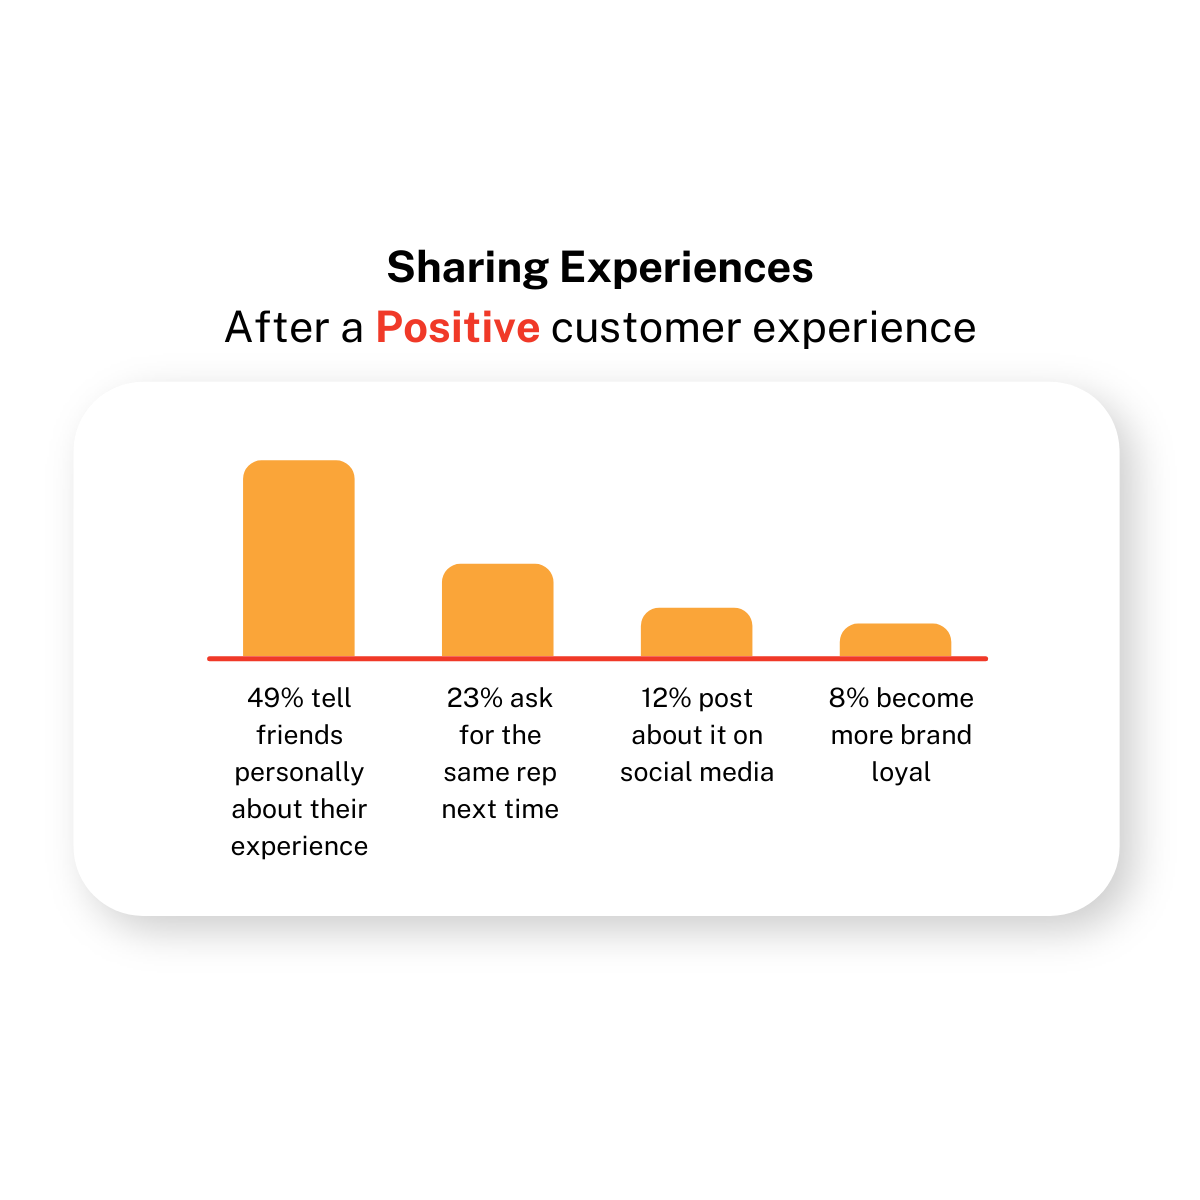 Sharing Experiences
After a Positive customer experience
49% tell
friends
personally
about their
experience
23% ask
for the
same rep
next time
12% post
about it on
social media
8% become
more brand
loyal